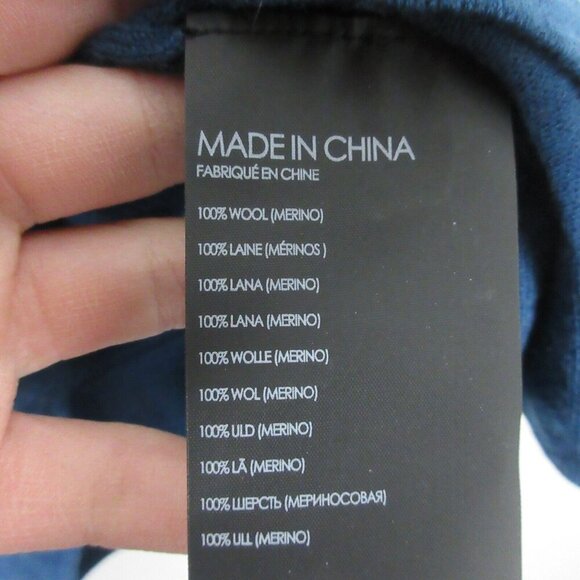 MADE IN CHINA
FABRIQUÉ EN CHINE
100% WOOL (MERINO)
100% LAINE (MÉRINOS )
100% LANA (MERINO)
100% LANA (MERINO)
100% WOLLE (MERINO)
100% WOL (MERINO)
100% ULD (MERINO)
100% LÃ (MERINO)
100% ШЕРСТЬ (МЕРИНОСОВАЯ)
100% ULL (MERINO)